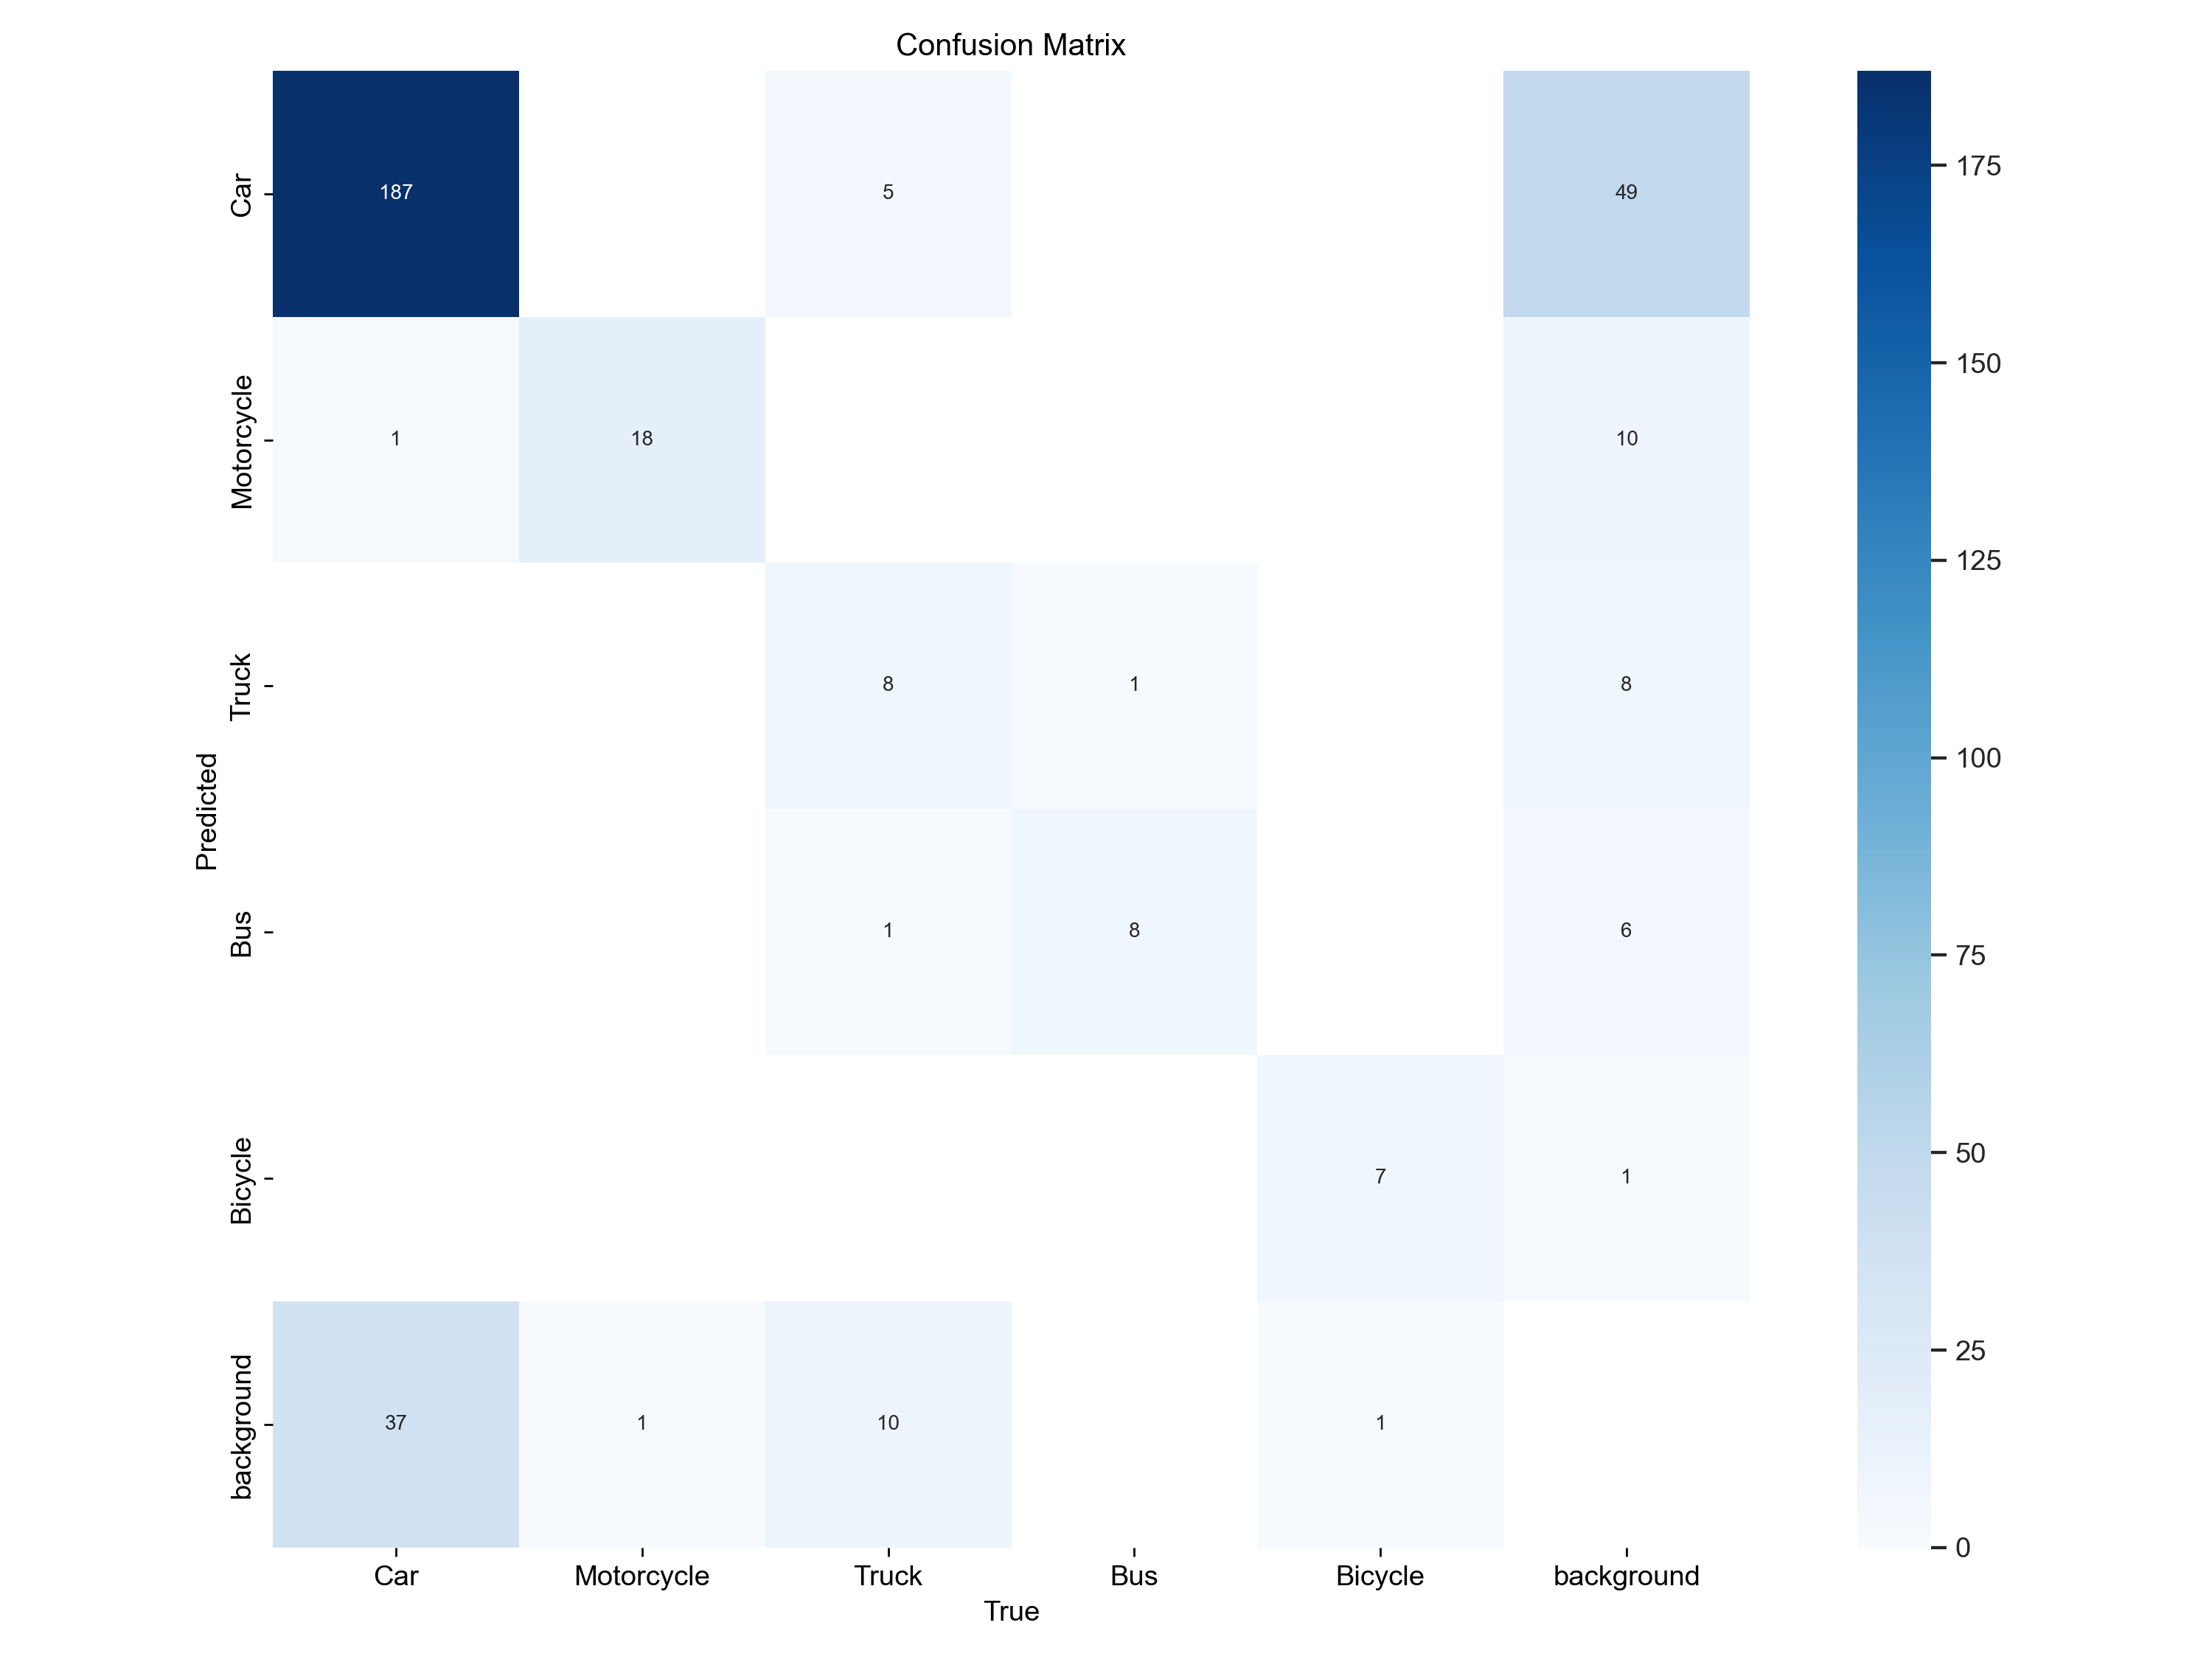 Confusion Matrix
Car 187 5 49
Motorcycle 1 18 10
Truck 8 1 8
Bus 1 8 6
Bicycle 7 1
background 37 1 10 1
Predicted
Car Motorcycle Truck Bus Bicycle background
True
175
150
125
100
75
50
25
0